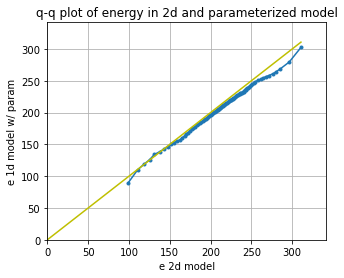 q-q plot of energy in 2d and parameterized model
e 1d model w/ param
300
250
200
150
100
50
0
0 50 100 150 200 250 300
e 2d model